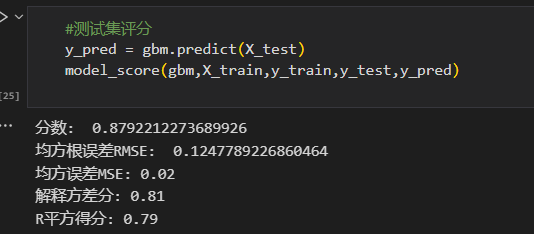 #测试集评分
y_pred = gbm.predict(X_test)
model_score(gbm,X_train,y_train,y_test,y_pred)
[25]
...
分数： 0.8792212273689926
均方根误差RMSE： 0.1247789226860464
均方误差MSE：0.02
解释方差分：0.81
R平方得分：0.79